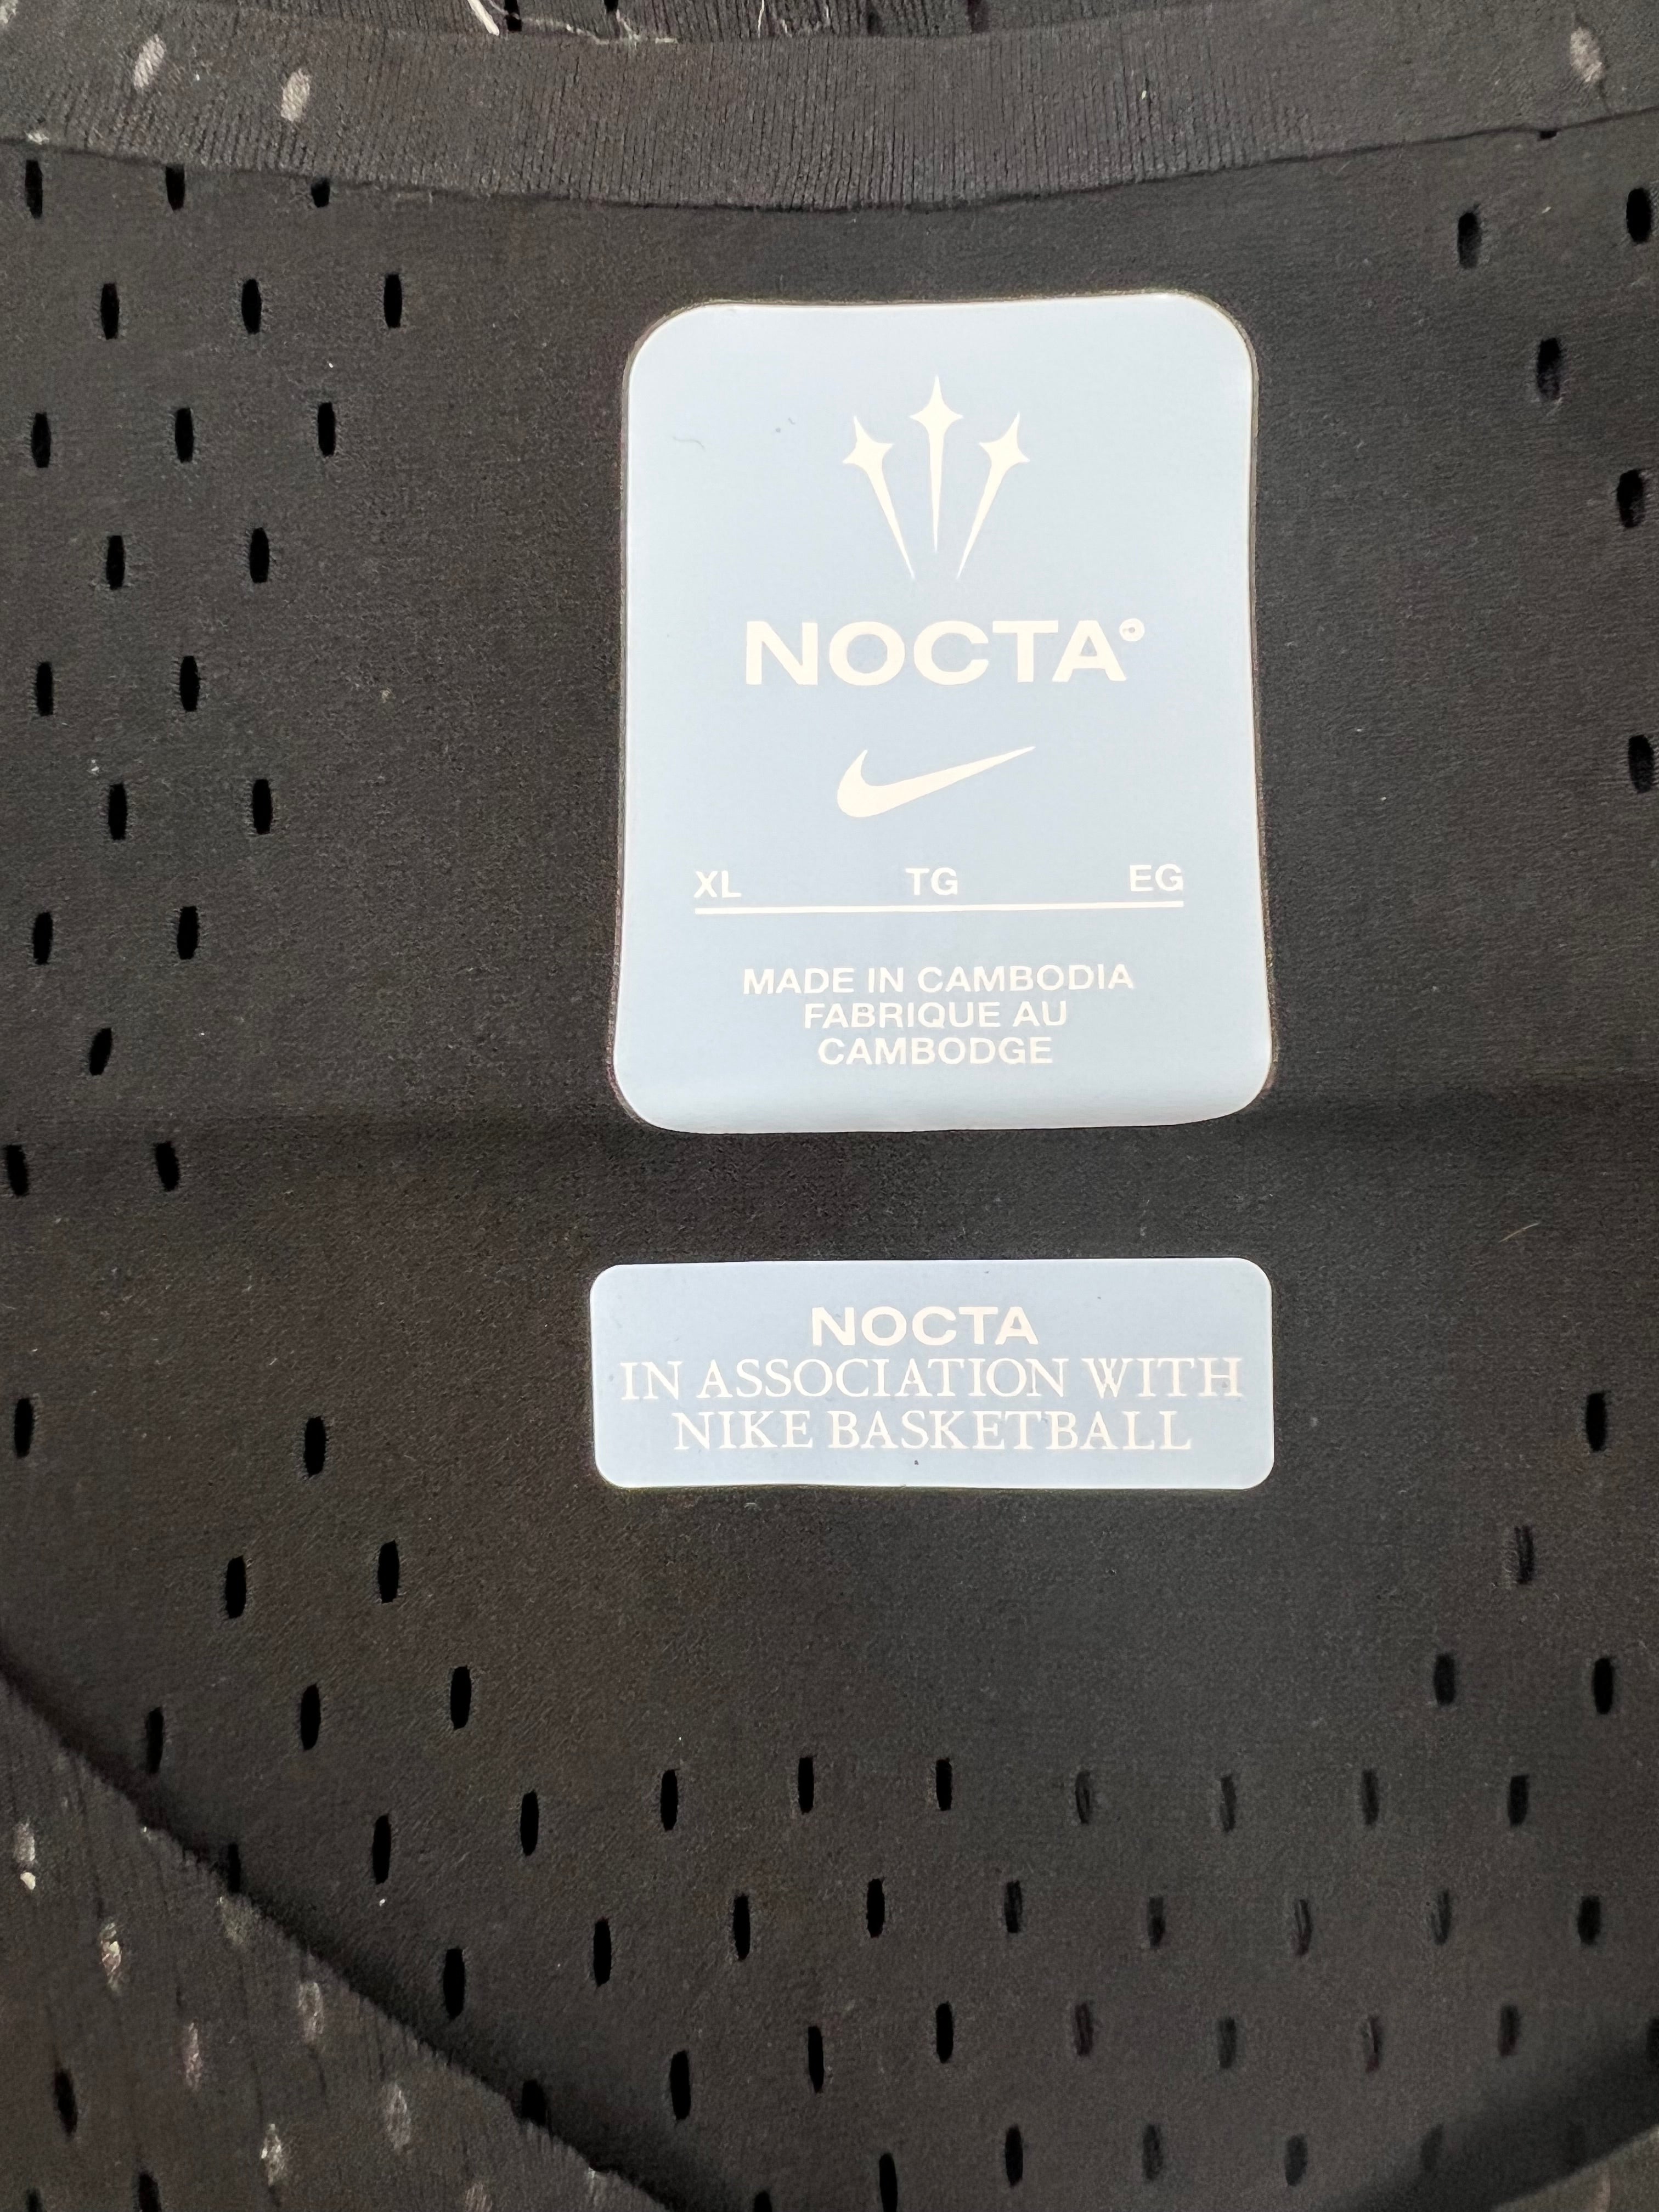 NOCTA
XL TG EG
MADE IN CAMBODIA
FABRIQUE AU
CAMBODGE
NOCTA
IN ASSOCIATION WITH
NIKE BASKETBALL